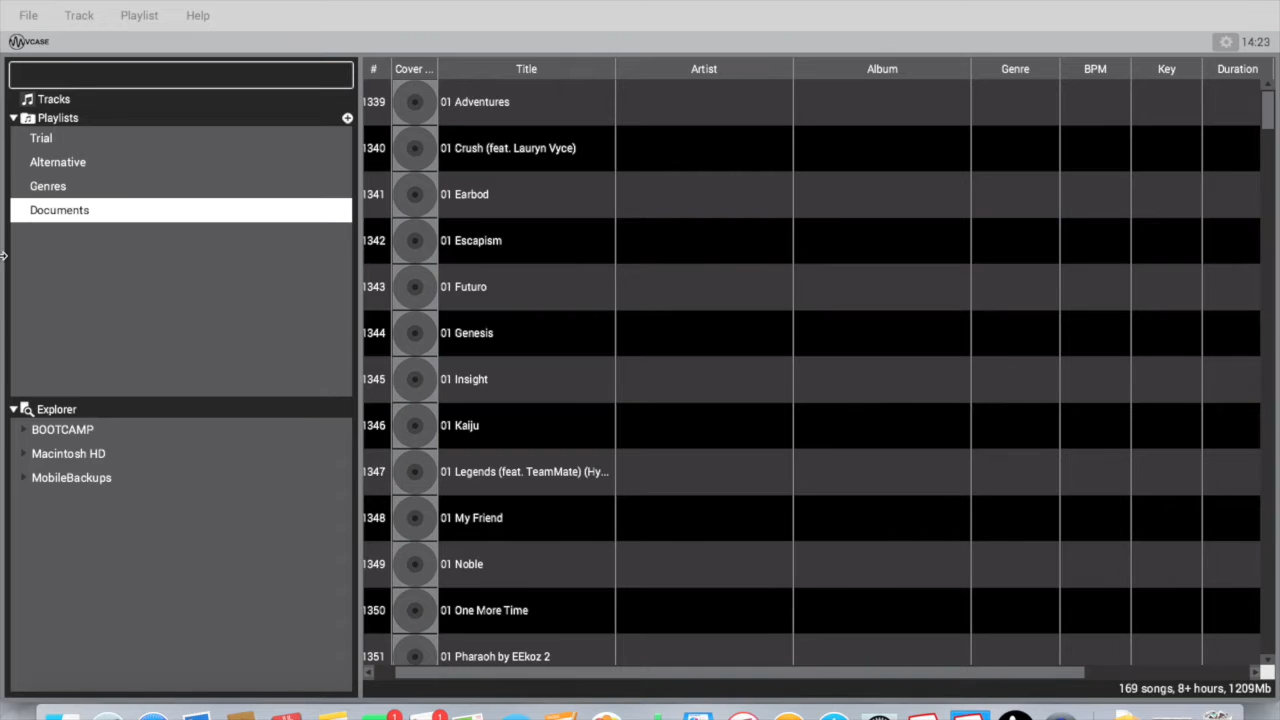 File Track Playlist Help
VCASE 14:23
# Cover ... Title Artist Album Genre BPM Key Duration
Tracks
Playlists
Trial
Alternative
Genres
Documents
Explorer
BOOTCAMP
Macintosh HD
MobileBackups
1339 01 Adventures
1340 01 Crush (feat. Lauryn Vyce)
1341 01 Earbod
1342 01 Escapism
1343 01 Futuro
1344 01 Genesis
1345 01 Insight
1346 01 Kaiju
1347 01 Legends (feat. TeamMate) (Hy...
1348 01 My Friend
1349 01 Noble
1350 01 One More Time
1351 01 Pharaoh by EEkoz 2
169 songs, 8+ hours, 1209Mb
1 1